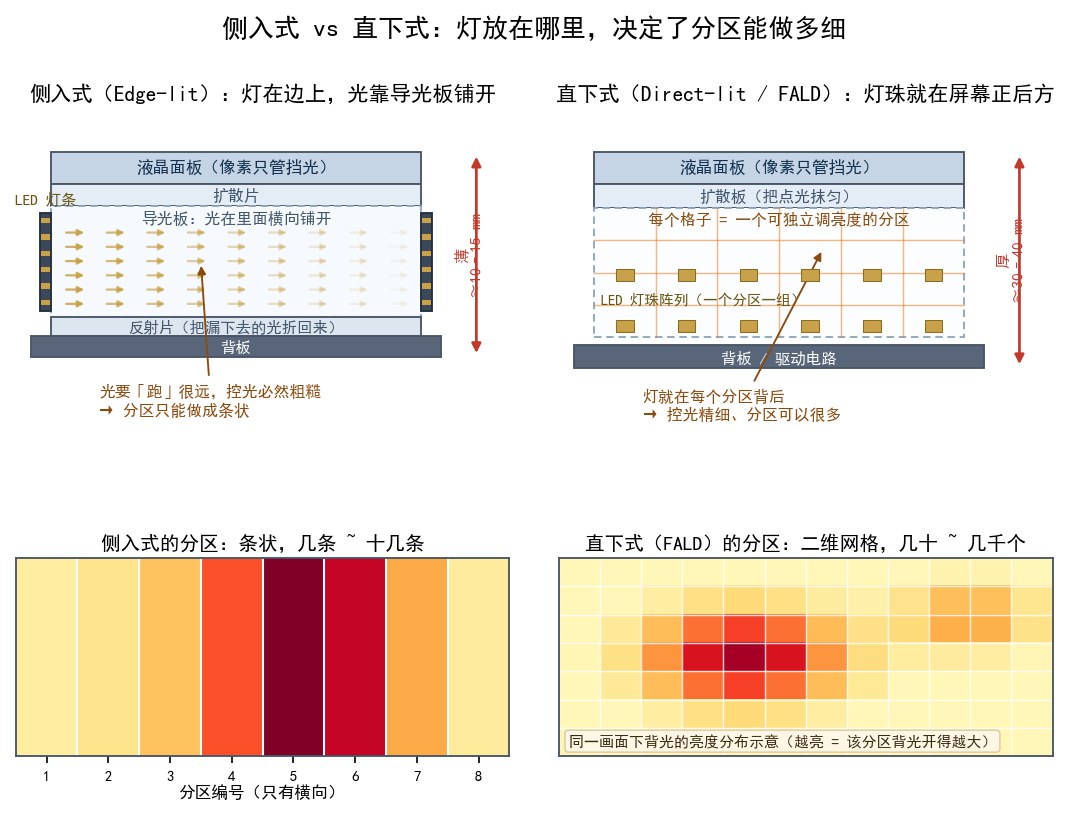 侧入式 vs 直下式：灯放在哪里，决定了分区能做多细
侧入式（Edge-lit）：灯在边上，光靠导光板铺开
液晶面板（像素只管挡光）
扩散片
LED 灯条
导光板：光在里面横向铺开
反射片（把漏下去的光折回来）
背板
薄
≈10–15 mm
光要「跑」很远，控光必然粗糙
→ 分区只能做成条状
直下式（Direct-lit / FALD）：灯珠就在屏幕正后方
液晶面板（像素只管挡光）
扩散板（把点光抹匀）
每个格子 = 一个可独立调亮度的分区
LED 灯珠阵列（一个分区一组）
背板 / 驱动电路
厚
≈30–40 mm
灯就在每个分区背后
→ 控光精细、分区可以很多
侧入式的分区：条状，几条 ~ 十几条
1 2 3 4 5 6 7 8
分区编号（只有横向）
直下式（FALD）的分区：二维网格，几十 ~ 几千个
同一画面下背光的亮度分布示意（越亮 = 该分区背光开得越大）